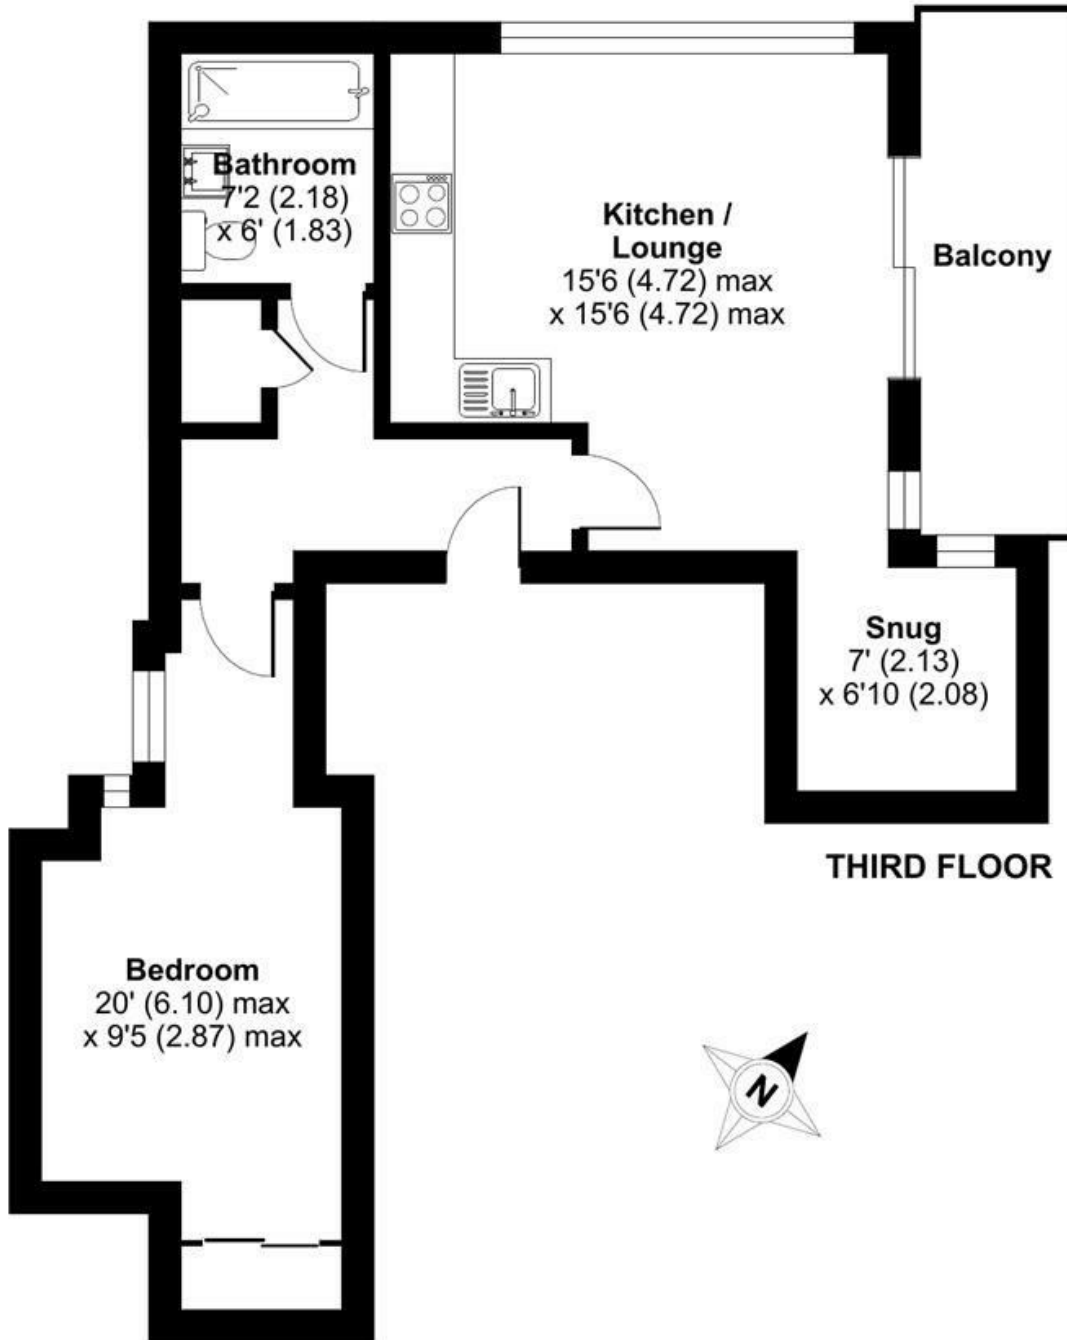 Bathroom
7'2 (2.18)
x 6' (1.83)
Kitchen /
Lounge
15'6 (4.72) max
x 15'6 (4.72) max
Balcony
Snug
7' (2.13)
x 6'10 (2.08)
THIRD FLOOR
Bedroom
20' (6.10) max
x 9'5 (2.87) max
N